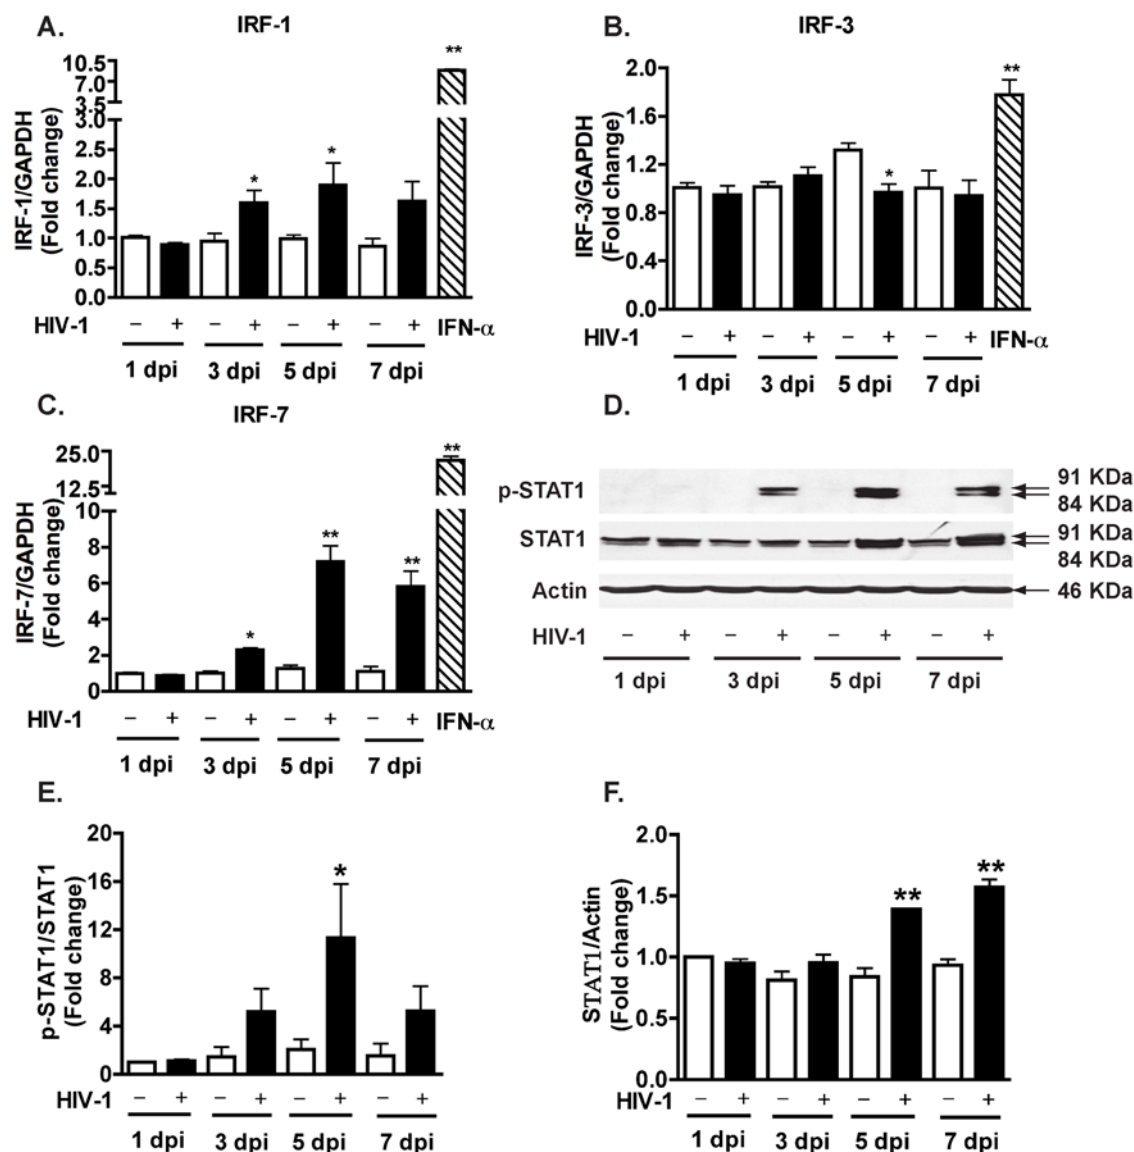 A.
IRF-1
IRF-1/GAPDH
(Fold change)
10.5
7.0
3.5
3.0
2.5
2.0
1.5
1.0
0.5
0.0
* * **
HIV-1 – + – + – + – + IFN-α
1 dpi 3 dpi 5 dpi 7 dpi
B.
IRF-3
IRF-3/GAPDH
(Fold change)
2.0
1.6
1.2
0.8
0.4
0.0
* **
HIV-1 – + – + – + – + IFN-α
1 dpi 3 dpi 5 dpi 7 dpi
C.
IRF-7
IRF-7/GAPDH
(Fold change)
25.0
12.5
8
6
4
2
0
* ** ** **
HIV-1 – + – + – + – + IFN-α
1 dpi 3 dpi 5 dpi 7 dpi
D.
p-STAT1 91 KDa
84 KDa
STAT1 91 KDa
84 KDa
Actin 46 KDa
HIV-1 – + – + – + – +
1 dpi 3 dpi 5 dpi 7 dpi
E.
p-STAT1/STAT1
(Fold change)
20
16
12
8
4
0
*
HIV-1 – + – + – + – +
1 dpi 3 dpi 5 dpi 7 dpi
F.
STAT1/Actin
(Fold change)
2.0
1.5
1.0
0.5
0.0
** **
HIV-1 – + – + – + – +
1 dpi 3 dpi 5 dpi 7 dpi